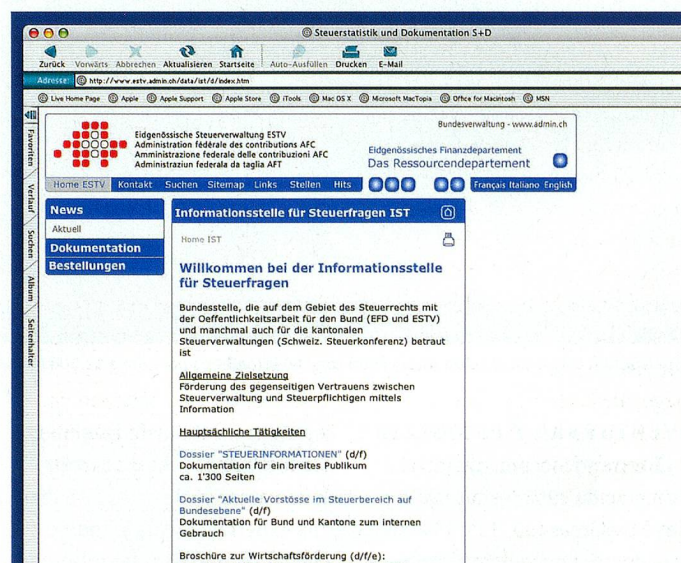 Steuerstatistik und Dokumentation S+D
Zurück Vorwärts Abbrechen Aktualisieren Startseite Auto-Ausfüllen Drucken E-Mail
Adresse: http://www.estv.admin.ch/data/ist/d/index.htm
Live Home Page Apple Apple Support Apple Store iTools Mac OS X Microsoft MacTopia Office for Macintosh MSN
Favoriten
Verlauf
Suchen
Album
Seitenhalter
Bundesverwaltung - www.admin.ch
Eidgenössische Steuerverwaltung ESTV
Administration fédérale des contributions AFC
Amministrazione federale delle contribuzioni AFC
Administraziun federala da taglia AFT
Eidgenössisches Finanzdepartement
Das Ressourcendepartement
Home ESTV Kontakt Suchen Sitemap Links Stellen Hits Français Italiano English
News
Aktuell
Dokumentation
Bestellungen
Informationsstelle für Steuerfragen IST
Home IST
Willkommen bei der Informationsstelle
für Steuerfragen
Bundesstelle, die auf dem Gebiet des Steuerrechts mit
der Oeffentlichkeitsarbeit für den Bund (EFD und ESTV)
und manchmal auch für die kantonalen
Steuerverwaltungen (Schweiz. Steuerkonferenz) betraut
ist
Allgemeine Zielsetzung
Förderung des gegenseitigen Vertrauens zwischen
Steuerverwaltung und Steuerpflichtigen mittels
Information
Hauptsächliche Tätigkeiten
Dossier "STEUERINFORMATIONEN" (d/f)
Dokumentation für ein breites Publikum
ca. 1'300 Seiten
Dossier "Aktuelle Vorstösse im Steuerbereich auf
Bundesebene" (d/f)
Dokumentation für Bund und Kantone zum internen
Gebrauch
Broschüre zur Wirtschaftsförderung (d/f/e):